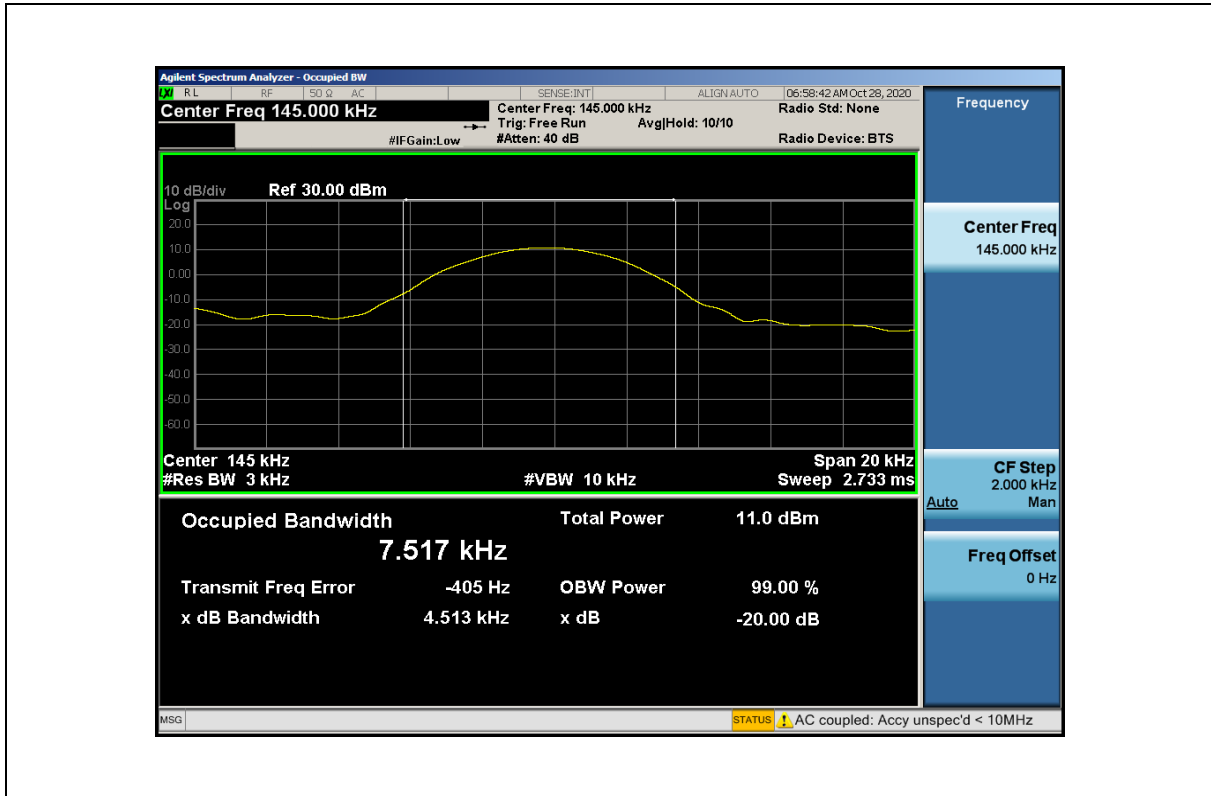 Agilent Spectrum Analyzer - Occupied BW
LXI RL RF 50 Ω AC SENSE:INT ALIGN AUTO 06:58:42 AM Oct 28, 2020
Center Freq 145.000 kHz
Center Freq: 145.000 kHz
Radio Std: None
Trig: Free Run
Avg|Hold: 10/10
#IFGain:Low
#Atten: 40 dB
Radio Device: BTS
10 dB/div
Ref 30.00 dBm
Log
20.0
10.0
0.00
-10.0
-20.0
-30.0
-40.0
-50.0
-60.0
Center 145 kHz
Span 20 kHz
#Res BW 3 kHz
#VBW 10 kHz
Sweep 2.733 ms
Occupied Bandwidth
7.517 kHz
Total Power 11.0 dBm
Transmit Freq Error -405 Hz
OBW Power 99.00 %
x dB Bandwidth 4.513 kHz
x dB -20.00 dB
Frequency
Center Freq
145.000 kHz
CF Step
2.000 kHz
Auto Man
Freq Offset
0 Hz
MSG
STATUS
AC coupled: Accy unspec'd < 10MHz